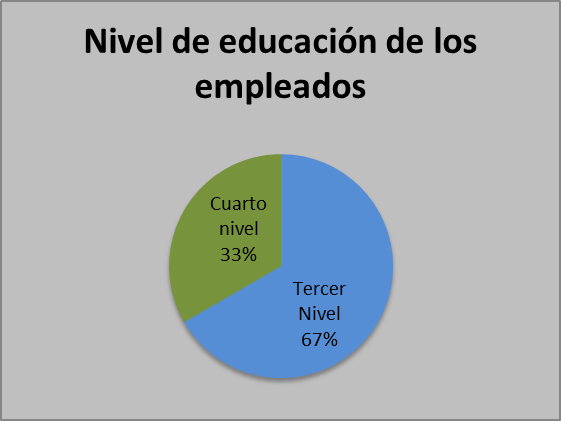 Nivel de educación de los
empleados
Cuarto
nivel
33%
Tercer
Nivel
67%